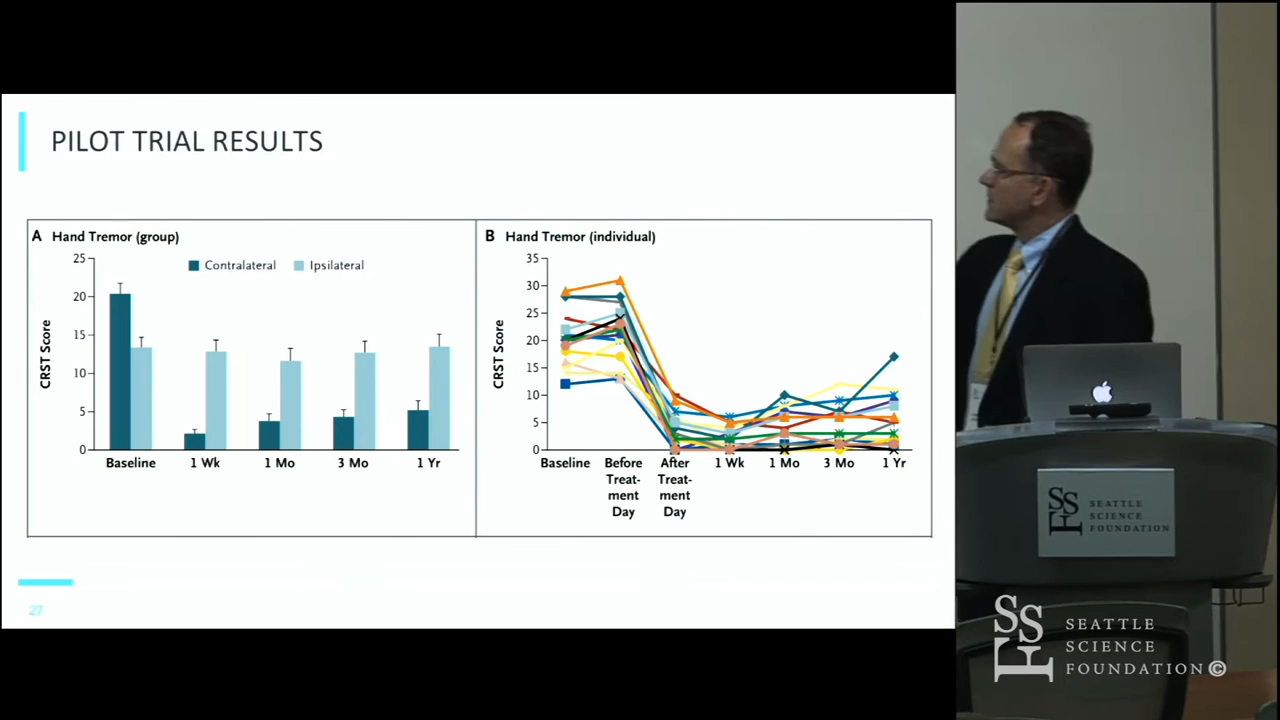 PILOT TRIAL RESULTS
A Hand Tremor (group)
Contralateral
Ipsilateral
CRST Score
25
20
15
10
5
0
Baseline
1 Wk
1 Mo
3 Mo
1 Yr
B Hand Tremor (individual)
CRST Score
35
30
25
20
15
10
5
0
Baseline
Before
Treat-
ment
Day
After
Treat-
ment
Day
1 Wk
1 Mo
3 Mo
1 Yr
27
SSF
SEATTLE
SCIENCE
FOUNDATION
SSF
SEATTLE
SCIENCE
FOUNDATION©